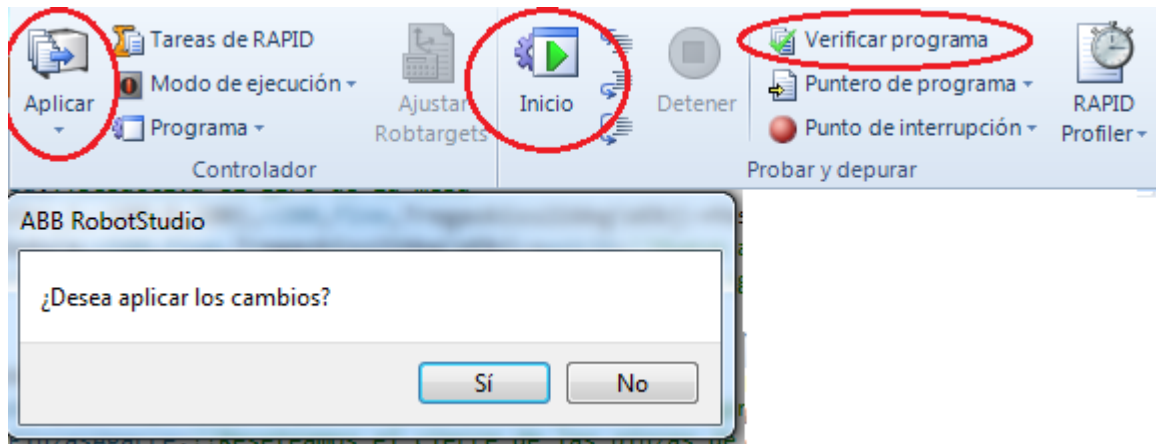 Aplicar
Tareas de RAPID
Modo de ejecución
Programa
Ajustar
Robtargets
Controlador
Inicio
Detener
Verificar programa
Puntero de programa
Punto de interrupción
RAPID
Profiler
Probar y depurar
ABB RobotStudio
¿Desea aplicar los cambios?
Sí
No